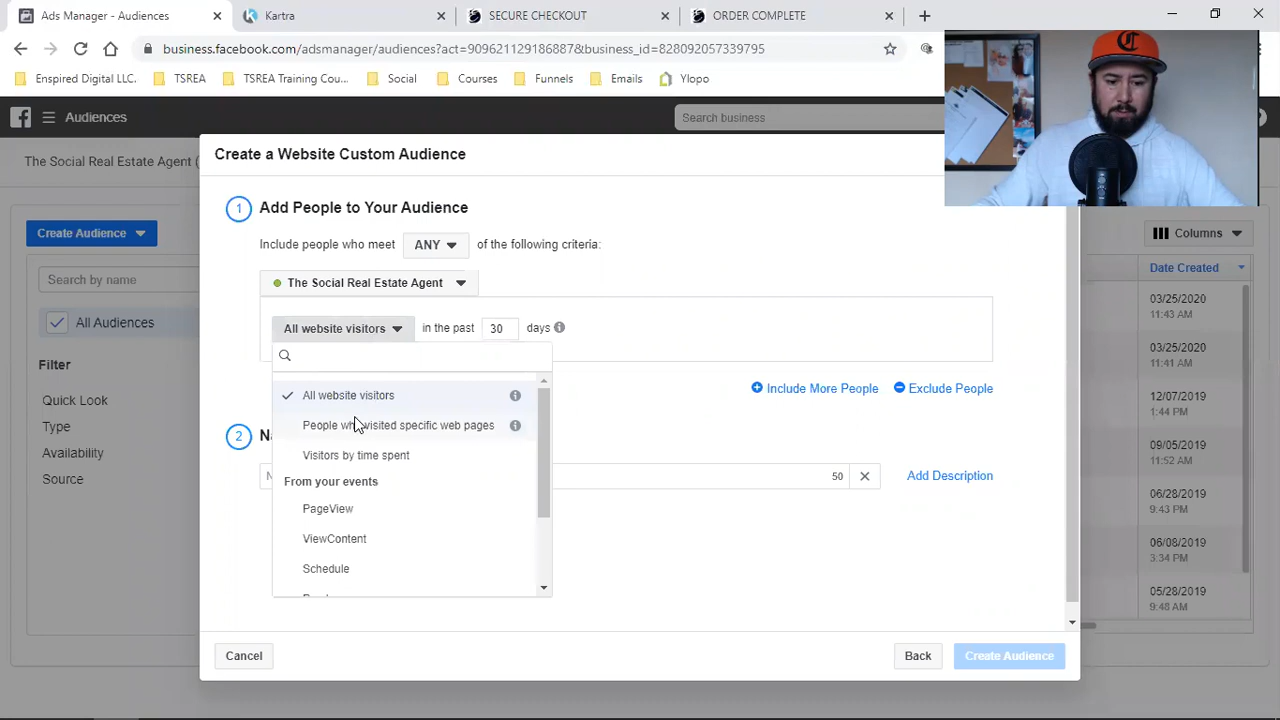 Ads Manager - Audiences
Kartra
SECURE CHECKOUT
ORDER COMPLETE
business.facebook.com/adsmanager/audiences?act=909621129186887&business_id=828092057339795
Enspired Digital LLC.
TSREA
TSREA Training Cou...
Social
Courses
Funnels
Emails
Ylopo
Audiences
Search business
The Social Real Estate Agent (
Create a Website Custom Audience
Create Audience
Columns
Search by name
Date Created
All Audiences
Filter
Quick Look
Type
Availability
Source
1 Add People to Your Audience
Include people who meet ANY of the following criteria:
The Social Real Estate Agent
All website visitors in the past 30 days
All website visitors
People who visited specific web pages
Visitors by time spent
From your events
PageView
ViewContent
Schedule
Include More People
Exclude People
2 Na
50
Add Description
03/25/2020
11:43 AM
03/25/2020
11:41 AM
12/07/2019
1:44 PM
09/05/2019
11:52 AM
06/28/2019
9:43 PM
06/08/2019
3:34 PM
05/28/2019
9:48 AM
Cancel
Back
Create Audience